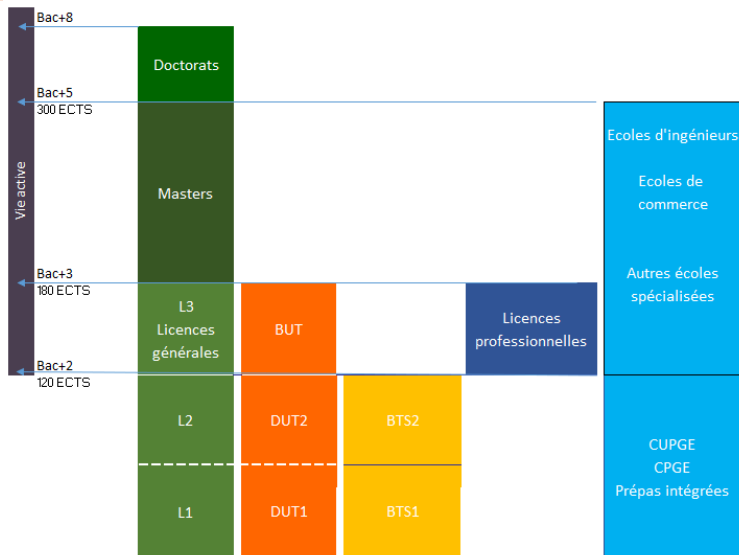 Bac+8
Doctorats
Bac+5
300 ECTS
Ecoles d'ingénieurs
Ecoles de
commerce
Masters
Vie active
Autres écoles
spécialisées
Bac+3
180 ECTS
L3
Licences
générales
BUT
Licences
professionnelles
Bac+2
120 ECTS
L2
DUT2
BTS2
CUPGE
CPGE
Prépas intégrées
L1
DUT1
BTS1